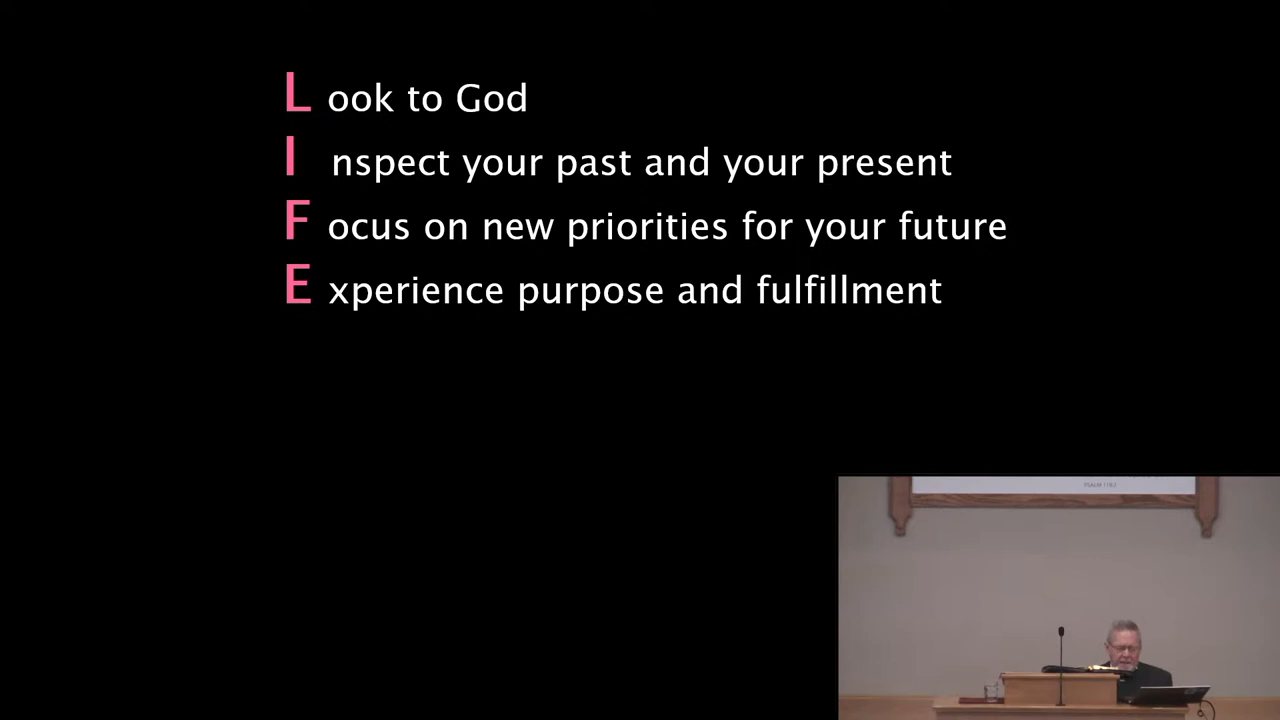 Look to God
Inspect your past and your present
Focus on new priorities for your future
Experience purpose and fulfillment